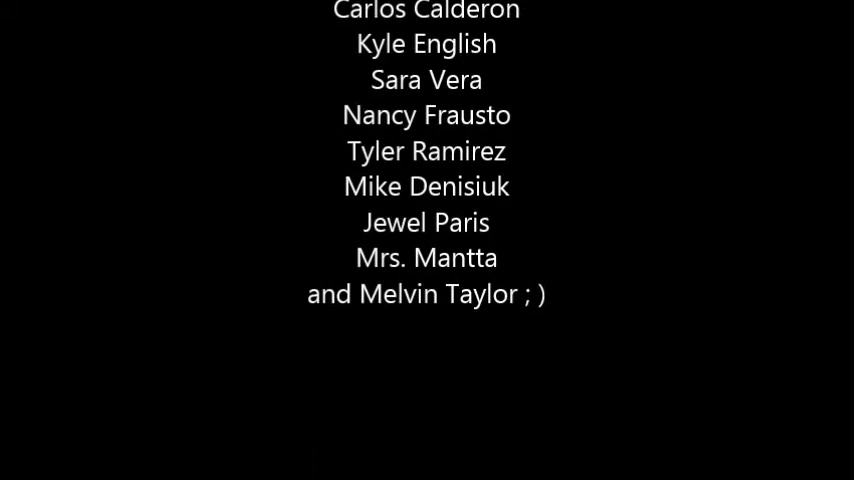 Carlos Calderon
Kyle English
Sara Vera
Nancy Frausto
Tyler Ramirez
Mike Denisiuk
Jewel Paris
Mrs. Mantta
and Melvin Taylor ; )